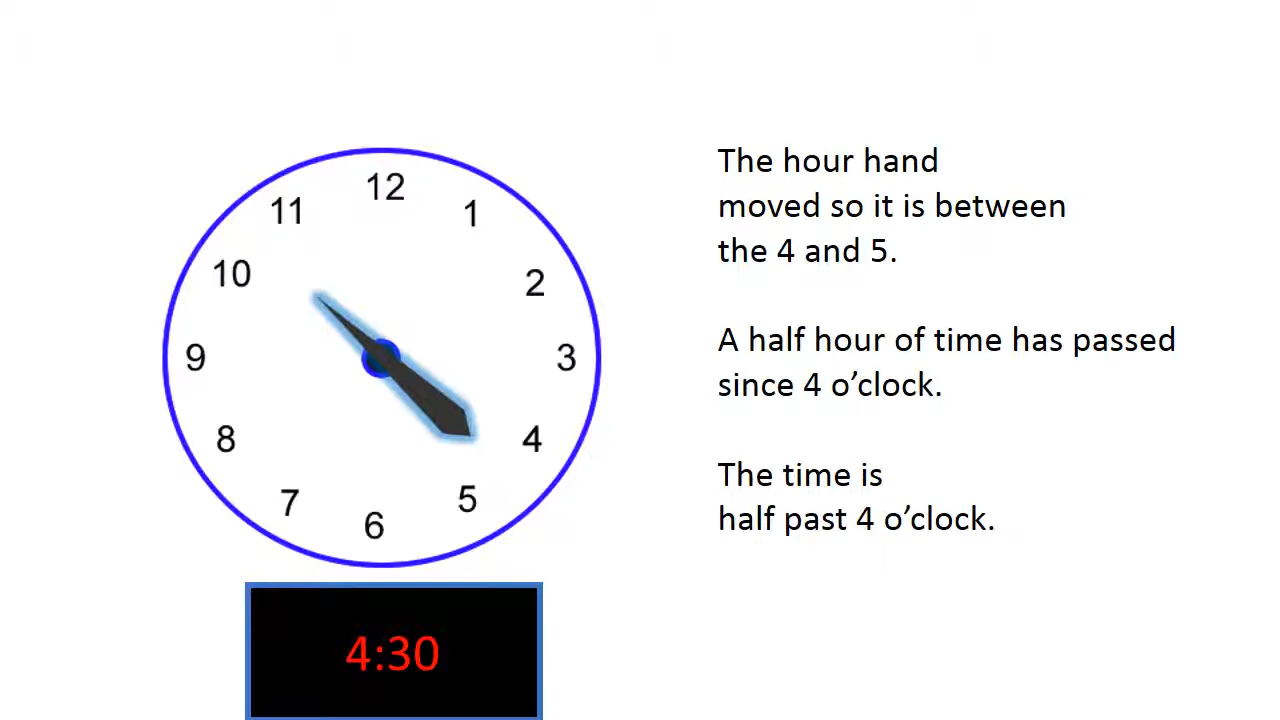 12
11
1
10
2
9
3
8
4
7
5
6
4:30
The hour hand
moved so it is between
the 4 and 5.
A half hour of time has passed
since 4 o’clock.
The time is
half past 4 o’clock.